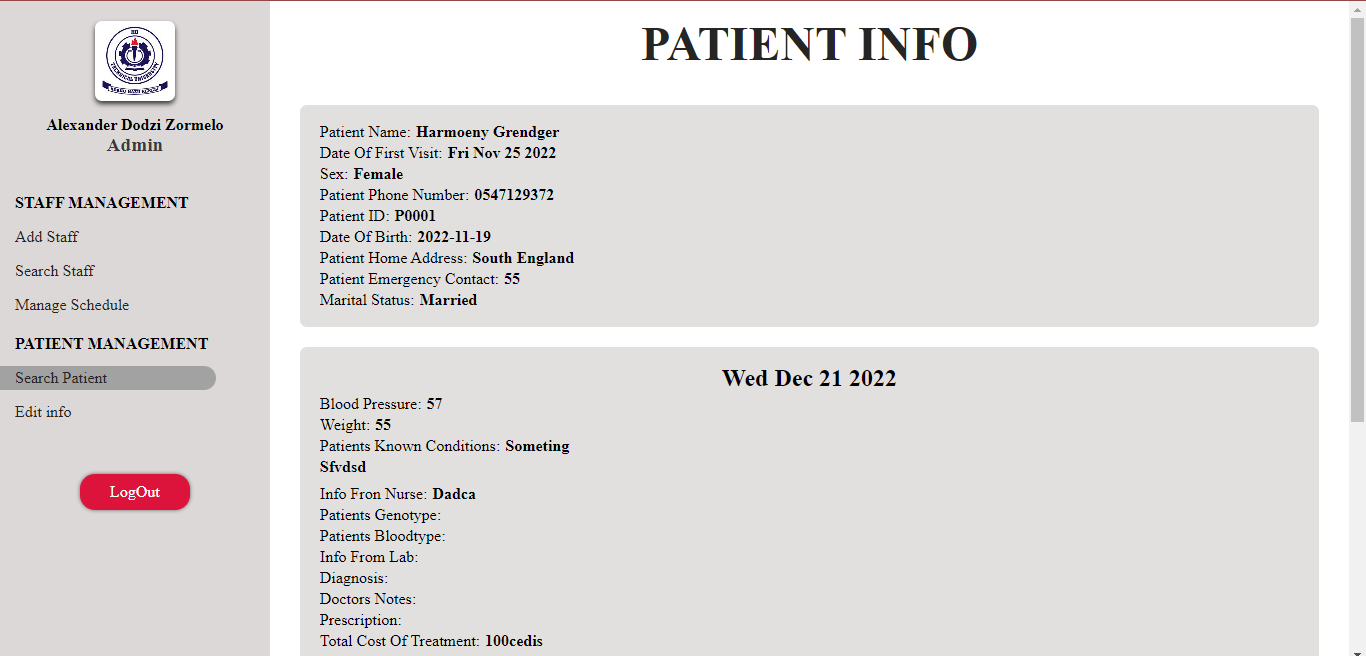 HO
TECHNICAL UNIVERSITY
Alexander Dodzi Zormelo
Admin
STAFF MANAGEMENT
Add Staff
Search Staff
Manage Schedule
PATIENT MANAGEMENT
Search Patient
Edit info
LogOut
PATIENT INFO
Patient Name: Harmoeny Grendger
Date Of First Visit: Fri Nov 25 2022
Sex: Female
Patient Phone Number: 0547129372
Patient ID: P0001
Date Of Birth: 2022-11-19
Patient Home Address: South England
Patient Emergency Contact: 55
Marital Status: Married
Wed Dec 21 2022
Blood Pressure: 57
Weight: 55
Patients Known Conditions: Someting
Sfvdsd
Info Fron Nurse: Dadca
Patients Genotype:
Patients Bloodtype:
Info From Lab:
Diagnosis:
Doctors Notes:
Prescription:
Total Cost Of Treatment: 100cedis